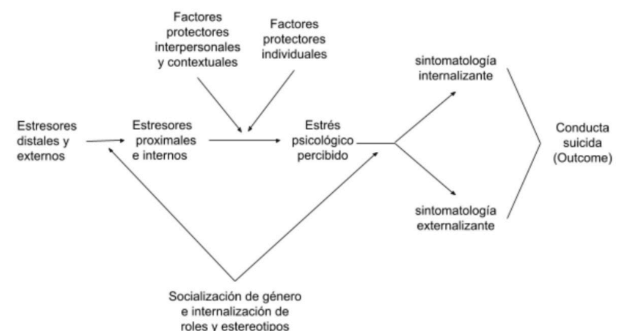 Factores
protectores
interpersonales
y contextuales
Factores
protectores
individuales
sintomatología
internalizante
Estresores
distales y
externos
Estresores
proximales
e internos
Estrés
psicológico
percibido
Conducta
suicida
(Outcome)
sintomatología
externalizante
Socialización de género
e internalización de
roles y estereotipos